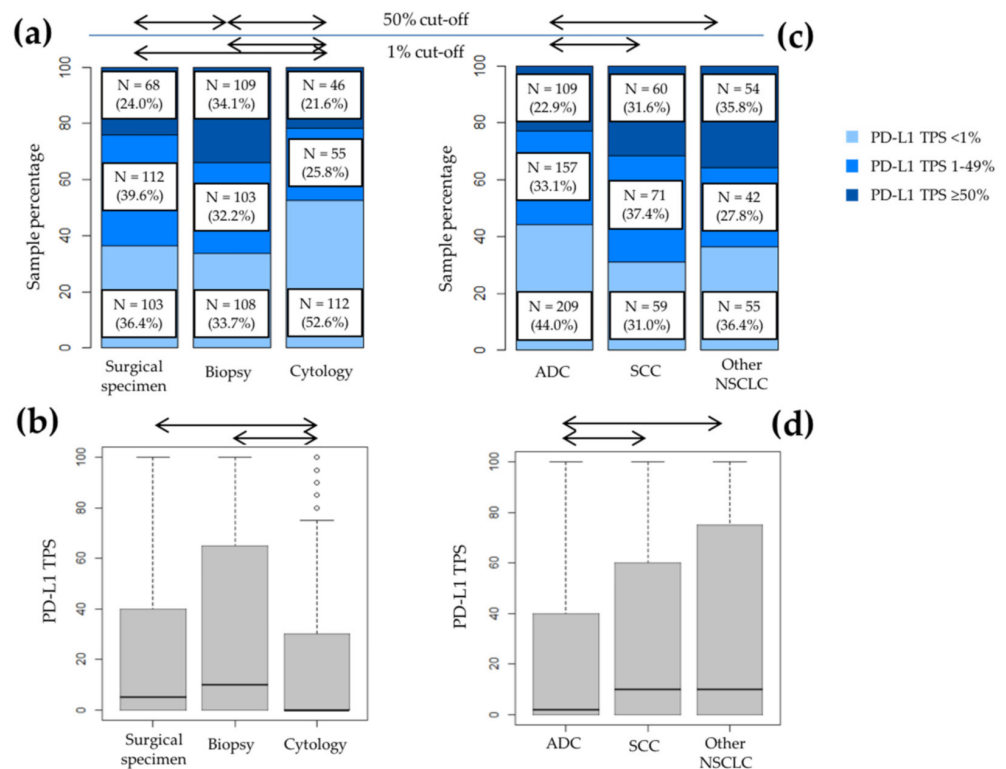 50% cut-off
1% cut-off
(a)
Sample percentage
100
80
60
40
20
0
N = 68
(24.0%)
N = 109
(34.1%)
N = 46
(21.6%)
N = 112
(39.6%)
N = 103
(32.2%)
N = 55
(25.8%)
N = 103
(36.4%)
N = 108
(33.7%)
N = 112
(52.6%)
Surgical
specimen
Biopsy
Cytology
(c)
Sample percentage
100
80
60
40
20
0
N = 109
(22.9%)
N = 60
(31.6%)
N = 54
(35.8%)
N = 157
(33.1%)
N = 71
(37.4%)
N = 42
(27.8%)
N = 209
(44.0%)
N = 59
(31.0%)
N = 55
(36.4%)
ADC
SCC
Other
NSCLC
PD-L1 TPS <1%
PD-L1 TPS 1-49%
PD-L1 TPS ≥50%
(b)
PD-L1 TPS
100
80
60
40
20
0
Surgical
specimen
Biopsy
Cytology
(d)
PD-L1 TPS
100
80
60
40
20
0
ADC
SCC
Other
NSCLC